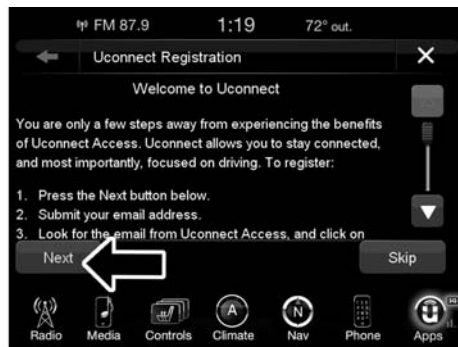 FM 87.9 1:19 72° out.
Uconnect Registration
Welcome to Uconnect
You are only a few steps away from experiencing the benefits
of Uconnect Access. Uconnect allows you to stay connected,
and most importantly, focused on driving. To register:
1. Press the Next button below.
2. Submit your email address.
3. Look for the email from Uconnect Access, and click on
Next Skip
A N
Radio Media Controls Climate Nav Phone Apps